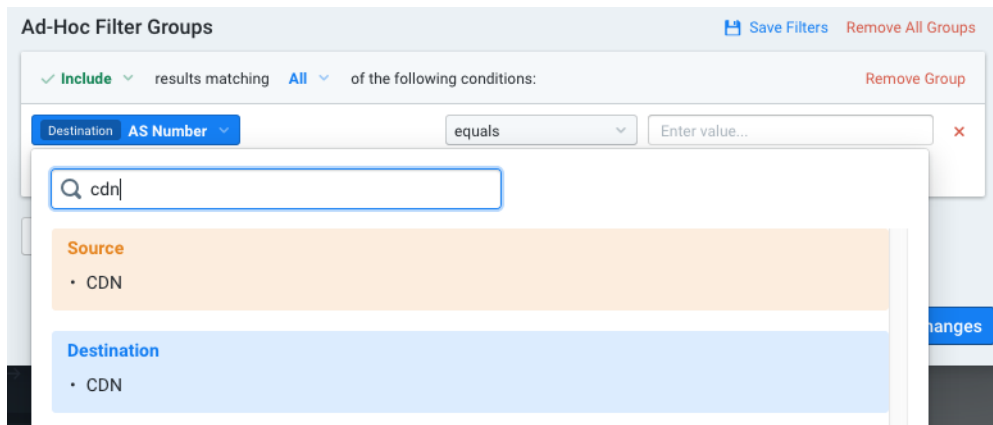 Ad-Hoc Filter Groups
Save Filters
Remove All Groups
Include results matching All of the following conditions:
Remove Group
Destination AS Number
equals
Enter value...
cdn
Source
• CDN
Destination
• CDN